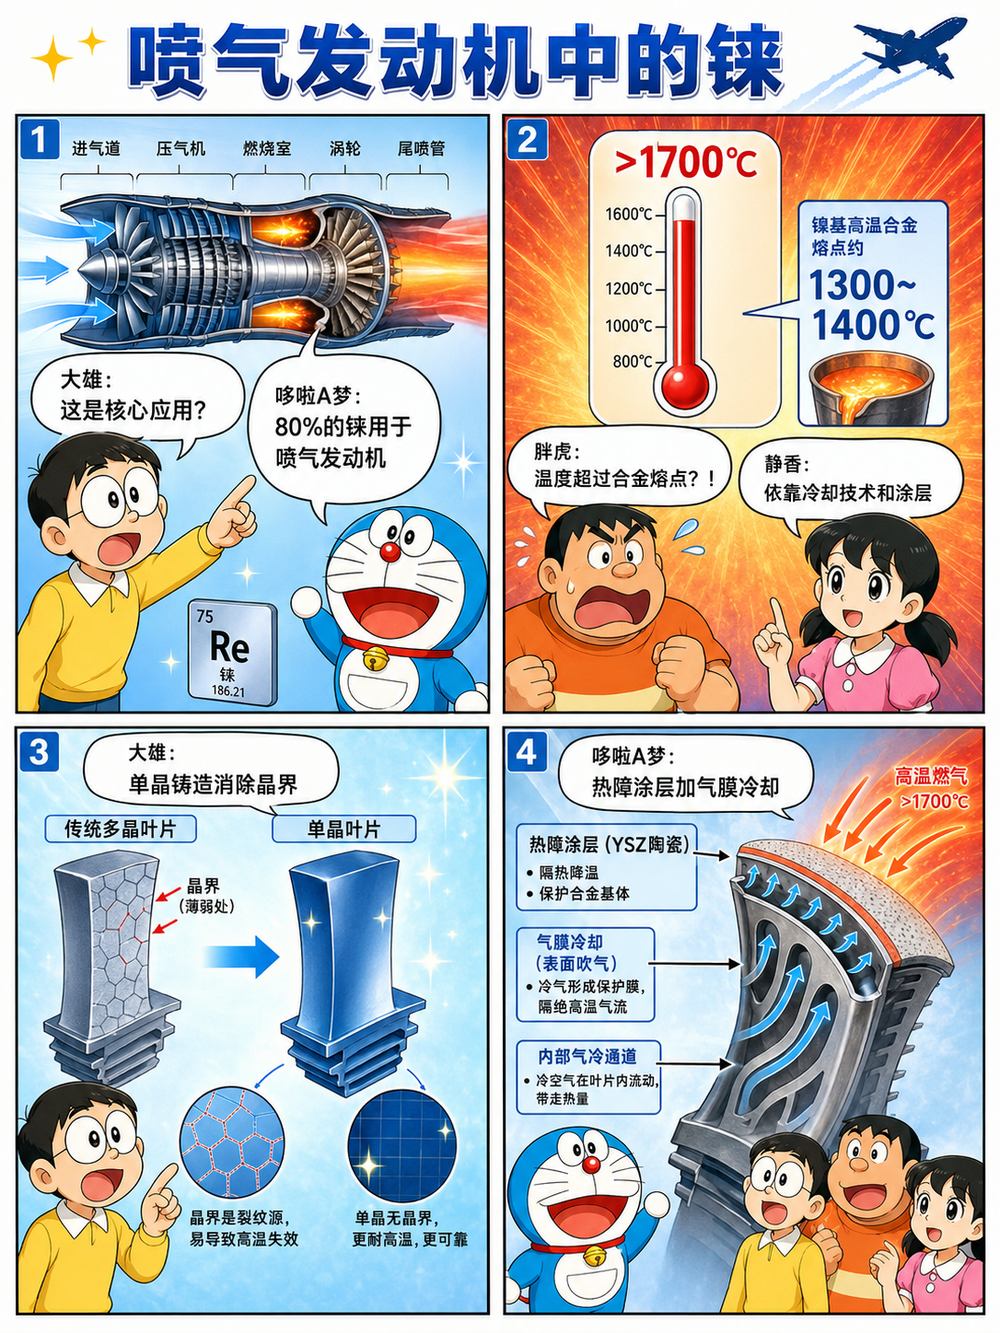 喷气发动机中的铼
1
进气道 压气机 燃烧室 涡轮 尾喷管
大雄：
这是核心应用？
哆啦A梦：
80%的铼用于
喷气发动机
75
Re
铼
186.21
2
>1700℃
1600℃
1400℃
1200℃
1000℃
800℃
镍基高温合金
熔点约
1300~
1400℃
胖虎：
温度超过合金熔点？！
静香：
依靠冷却技术和涂层
3
大雄：
单晶铸造消除晶界
传统多晶叶片
单晶叶片
晶界
（薄弱处）
晶界是裂纹源，
易导致高温失效
单晶无晶界，
更耐高温，更可靠
4
哆啦A梦：
热障涂层加气膜冷却
高温燃气
>1700℃
热障涂层（YSZ陶瓷）
• 隔热降温
• 保护合金基体
气膜冷却
（表面吹气）
• 冷气形成保护膜，
隔绝高温气流
内部气冷通道
• 冷空气在叶片内流动，
带走热量